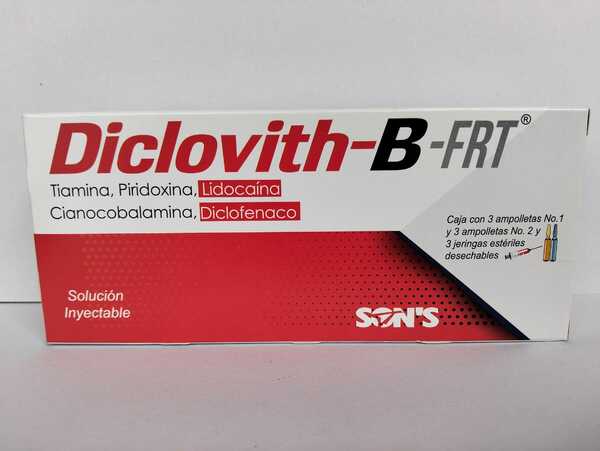 Diclovith-B-FRT®
Tiamina, Piridoxina, Lidocaína
Cianocobalamina, Diclofenaco
Caja con 3 ampolletas No.1
y 3 ampolletas No. 2 y
3 jeringas estériles
desechables
Solución
Inyectable
SON'S